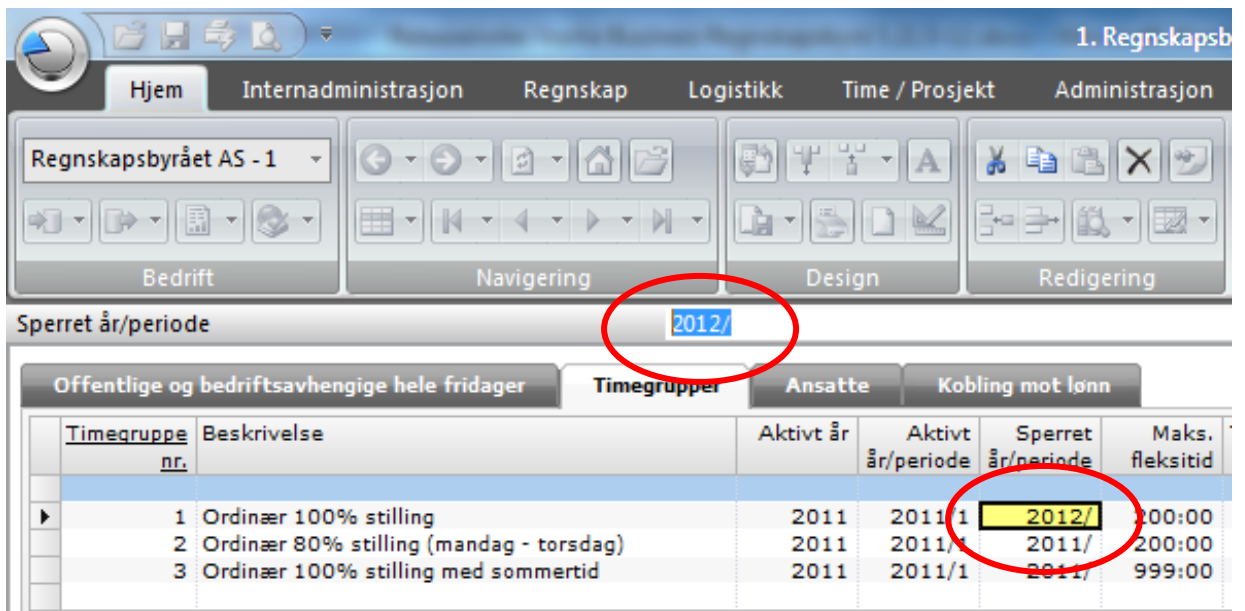 1. Regnskapsb
Hjem Internadministrasjon Regnskap Logistikk Time / Prosjekt Administrasjon
Regnskapsbyrået AS - 1
A
Bedrift Navigering Design Redigering
Sperret år/periode 2012/
Offentlige og bedriftsavhengige hele fridager Timegrupper Ansatte Kobling mot lønn
Timegruppe Beskrivelse Aktivt år Aktivt Sperret Maks.
nr. år/periode år/periode fleksitid
1 Ordinær 100% stilling 2011 2011/1 2012/ 200:00
2 Ordinær 80% stilling (mandag - torsdag) 2011 2011/1 2011/ 200:00
3 Ordinær 100% stilling med sommertid 2011 2011/1 2011/ 999:00